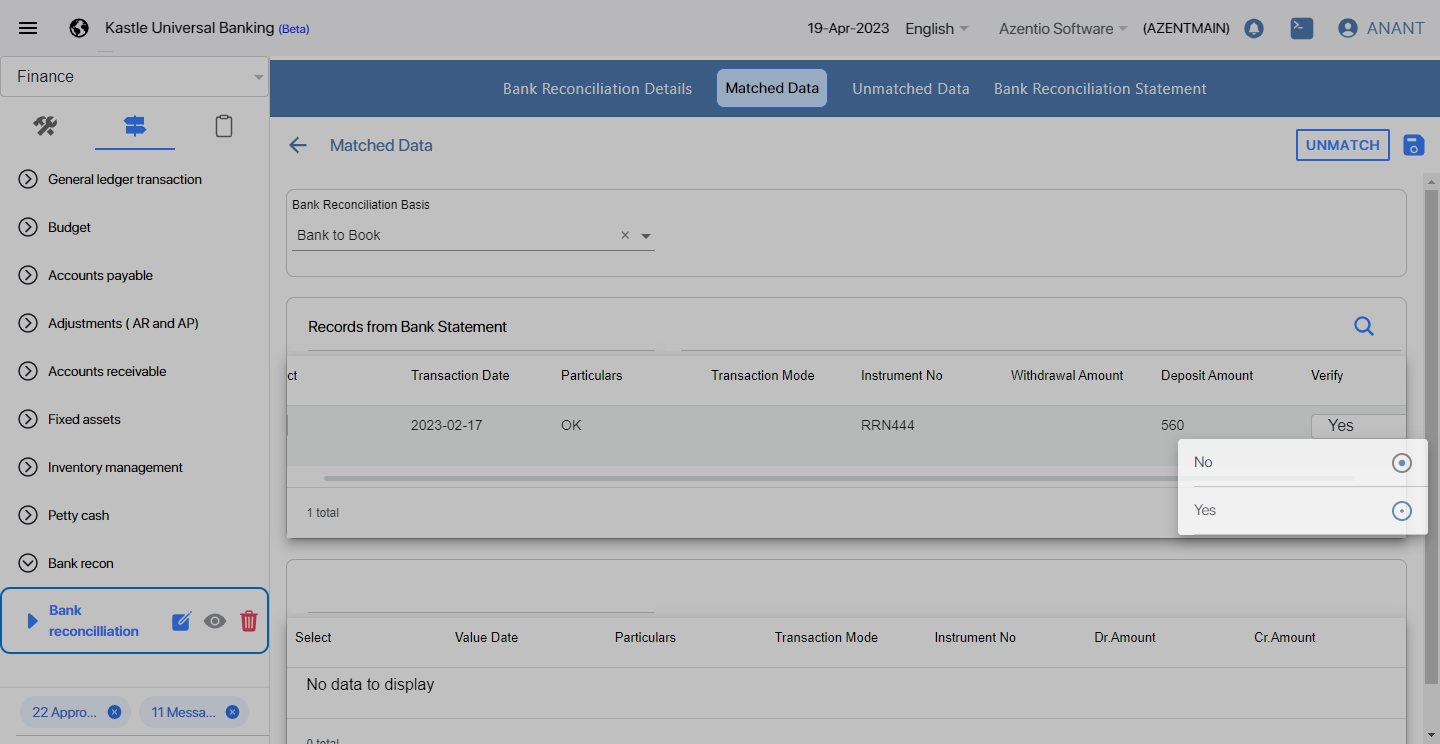 Kastle Universal Banking (Beta)
19-Apr-2023
English
Azentio Software
(AZENTMAIN)
ANANT
Finance
General ledger transaction
Budget
Accounts payable
Adjustments ( AR and AP)
Accounts receivable
Fixed assets
Inventory management
Petty cash
Bank recon
Bank
reconcilliation
22 Appro...
11 Messa...
Bank Reconciliation Details
Matched Data
Unmatched Data
Bank Reconciliation Statement
Matched Data
UNMATCH
Bank Reconciliation Basis
Bank to Book
Records from Bank Statement
ct
Transaction Date
Particulars
Transaction Mode
Instrument No
Withdrawal Amount
Deposit Amount
Verify
2023-02-17
OK
RRN444
560
Yes
No
Yes
1 total
Select
Value Date
Particulars
Transaction Mode
Instrument No
Dr.Amount
Cr.Amount
No data to display
0 total